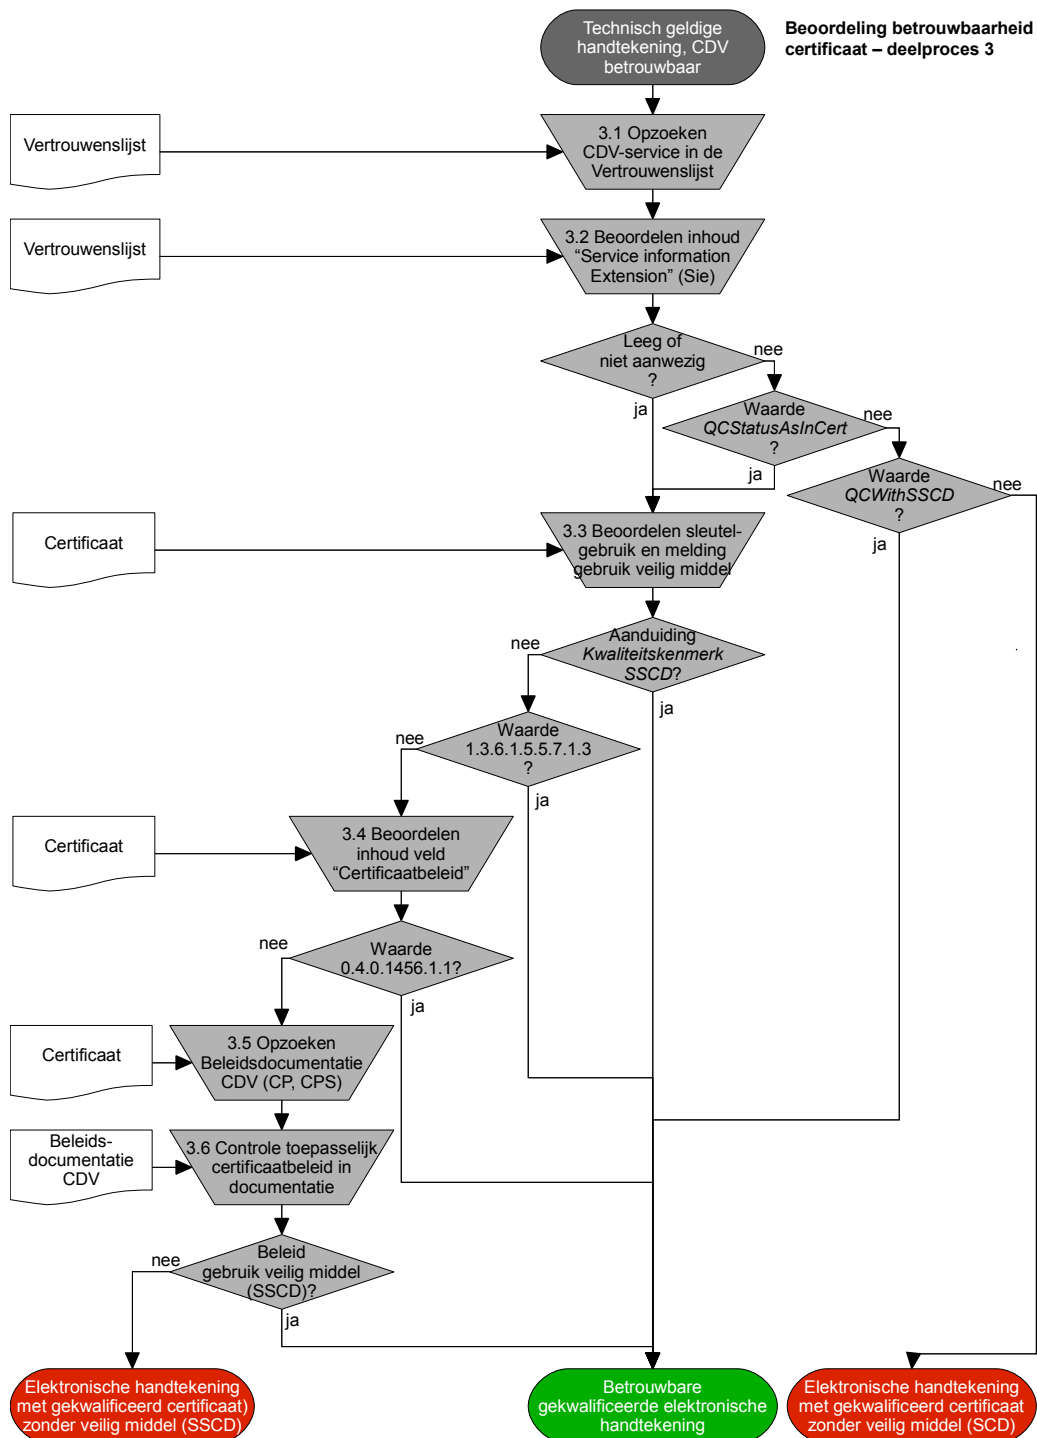 Technisch geldige
handtekening, CDV
betrouwbaar
Beoordeling betrouwbaarheid
certificaat – deelproces 3
Vertrouwenslijst
3.1 Opzoeken
CDV-service in de
Vertrouwenslijst
Vertrouwenslijst
3.2 Beoordelen inhoud
“Service information
Extension” (Sie)
Leeg of
niet aanwezig
?
nee
ja
Waarde
QCStatusAsInCert
?
nee
ja
Waarde
QCWithSSCD
?
nee
ja
Certificaat
3.3 Beoordelen sleutel-
gebruik en melding
gebruik veilig middel
Aanduiding
Kwaliteitskenmerk
SSCD?
nee
ja
Waarde
1.3.6.1.5.5.7.1.3
?
nee
ja
Certificaat
3.4 Beoordelen
inhoud veld
“Certificaatbeleid”
Waarde
0.4.0.1456.1.1?
nee
ja
Certificaat
3.5 Opzoeken
Beleidsdocumentatie
CDV (CP, CPS)
Beleids-
documentatie
CDV
3.6 Controle toepasselijk
certificaatbeleid in
documentatie
Beleid
gebruik veilig middel
(SSCD)?
nee
ja
Elektronische handtekening
met gekwalificeerd certificaat)
zonder veilig middel (SSCD)
Betrouwbare
gekwalificeerde elektronische
handtekening
Elektronische handtekening
met gekwalificeerd certificaat
zonder veilig middel (SCD)